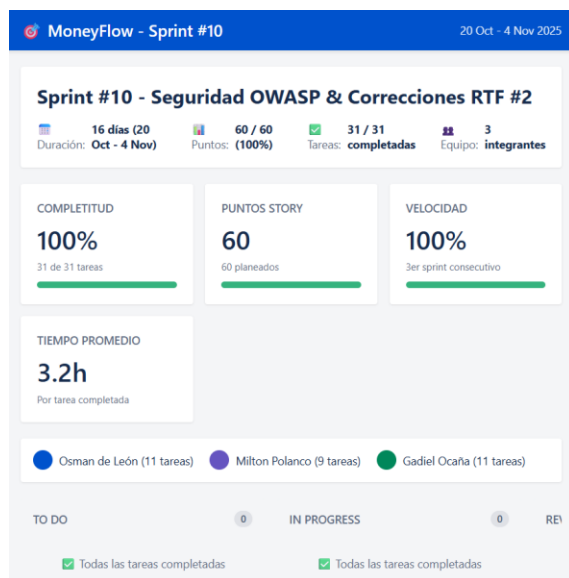 MoneyFlow - Sprint #10
20 Oct - 4 Nov 2025
Sprint #10 - Seguridad OWASP & Correcciones RTF #2
Duración: 16 días (20 Oct - 4 Nov)
Puntos: 60 / 60 (100%)
Tareas: 31 / 31 completadas
Equipo: 3 integrantes
COMPLETITUD
100%
31 de 31 tareas
PUNTOS STORY
60
60 planeados
VELOCIDAD
100%
3er sprint consecutivo
TIEMPO PROMEDIO
3.2h
Por tarea completada
Osman de León (11 tareas)
Milton Polanco (9 tareas)
Gadiel Ocaña (11 tareas)
TO DO
0
IN PROGRESS
0
REV
Todas las tareas completadas
Todas las tareas completadas